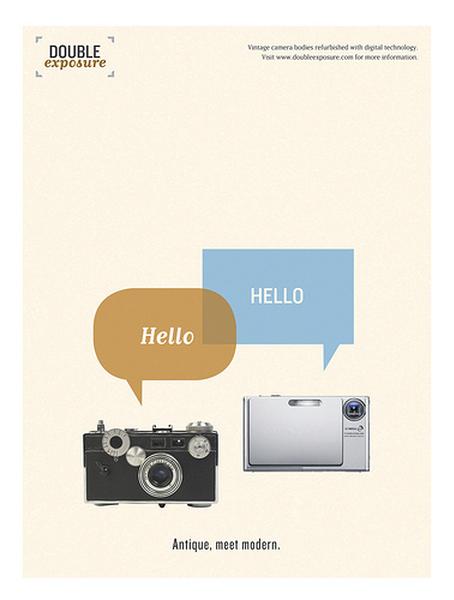 DOUBLE
exposure
Vintage camera bodies refurbished with digital technology.
Visit www.doubleexposure.com for more information.
HELLO
Hello
Antique, meet modern.